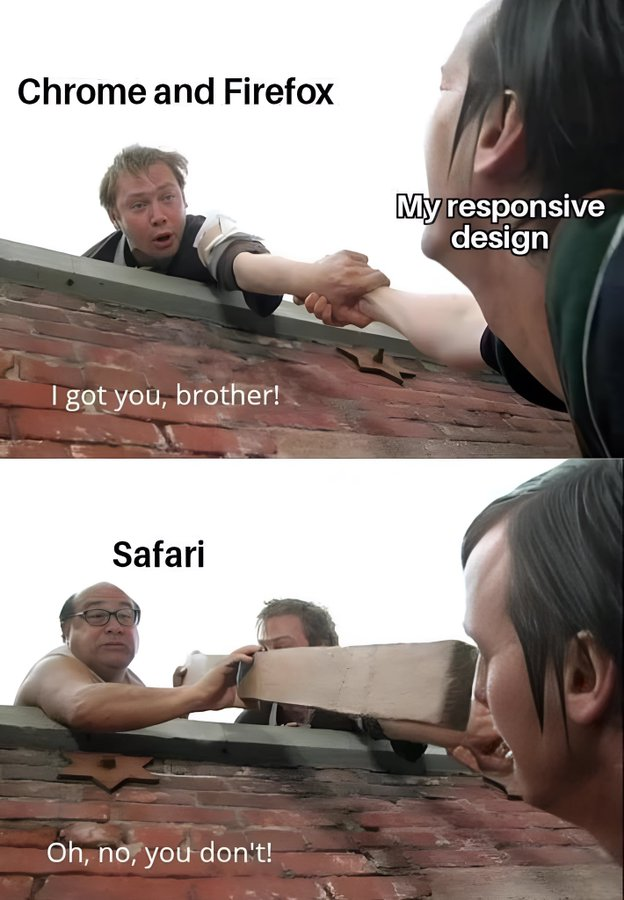 Chrome and Firefox
My responsive
design
I got you, brother!
Safari
Oh, no, you don't!